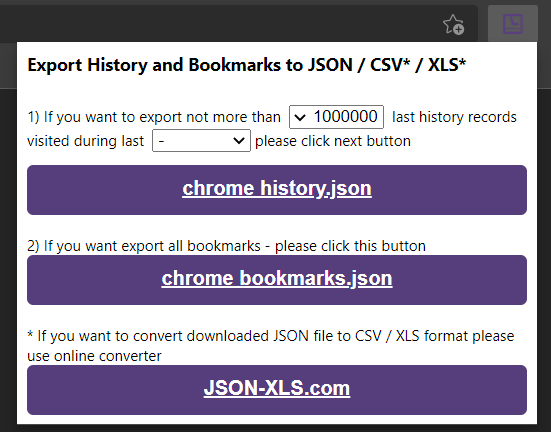 Export History and Bookmarks to JSON / CSV* / XLS*
1) If you want to export not more than 1000000 last history records
visited during last - please click next button
chrome history.json
2) If you want export all bookmarks - please click this button
chrome bookmarks.json
* If you want to convert downloaded JSON file to CSV / XLS format please
use online converter
JSON-XLS.com